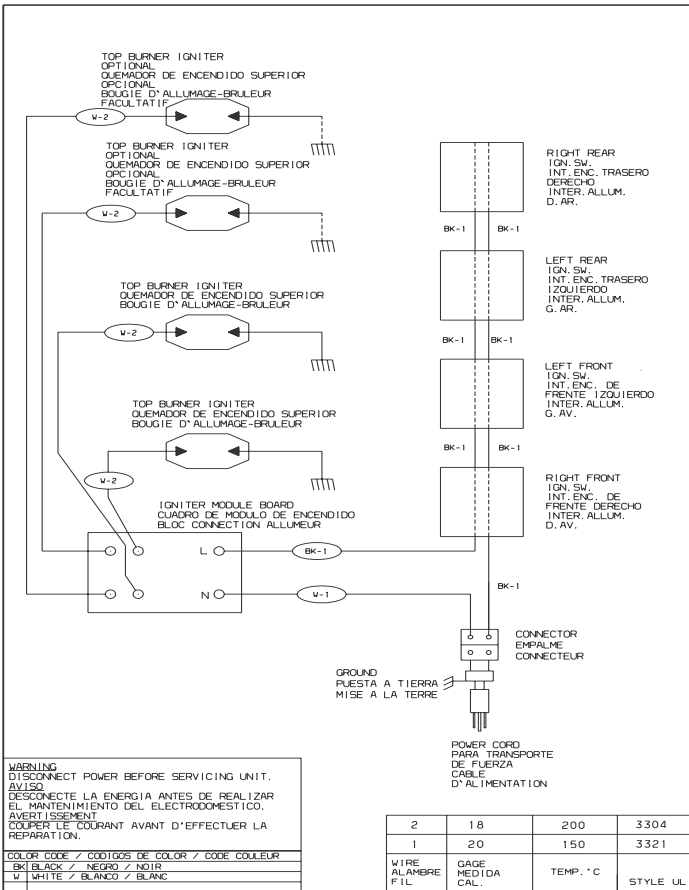 TOP BURNER IGNITER
OPTIONAL
QUEMADOR DE ENCENDIDO SUPERIOR
OPCIONAL
BOUGIE D`ALLUMAGE-BRULEUR
FACULTATIF
W-2
TOP BURNER IGNITER
OPTIONAL
QUEMADOR DE ENCENDIDO SUPERIOR
OPCIONAL
BOUGIE D`ALLUMAGE-BRULEUR
FACULTATIF
W-2
TOP BURNER IGNITER
QUEMADOR DE ENCENDIDO SUPERIOR
BOUGIE D`ALLUMAGE-BRULEUR
W-2
TOP BURNER IGNITER
QUEMADOR DE ENCENDIDO SUPERIOR
BOUGIE D`ALLUMAGE-BRULEUR
W-2
IGNITER MODULE BOARD
CUADRO DE MODULO DE ENCENDIDO
BLOC CONNECTION ALLUMEUR
L
BK-1
N
W-1
RIGHT REAR
IGN. SW.
INT. ENC. TRASERO
DERECHO
INTER. ALLUM.
D. AR.
BK-1 BK-1
LEFT REAR
IGN. SW.
INT. ENC. TRASERO
IZQUIERDO
INTER. ALLUM.
G. AR.
BK-1 BK-1
LEFT FRONT
IGN. SW.
INT. ENC. DE
FRENTE IZQUIERDO
INTER. ALLUM.
G. AV.
BK-1 BK-1
RIGHT FRONT
IGN. SW.
INT. ENC. DE
FRENTE DERECHO
INTER. ALLUM.
D. AV.
BK-1
CONNECTOR
EMPALME
CONNECTEUR
GROUND
PUESTA A TIERRA
MISE A LA TERRE
POWER CORD
PARA TRANSPORTE
DE FUERZA
CABLE
D`ALIMENTATION
WARNING
DISCONNECT POWER BEFORE SERVICING UNIT.
AVISO
DESCONECTE LA ENERGIA ANTES DE REALIZAR
EL MANTENIMIENTO DEL ELECTRODOMESTICO.
AVERTISSEMENT
COUPER LE COURANT AVANT D'EFFECTUER LA
REPARATION.
COLOR CODE / CODIGOS DE COLOR / CODE COULEUR
BK BLACK / NEGRO / NOIR
W WHITE / BLANCO / BLANC
2 18 200 3304
1 20 150 3321
WIRE
ALAMBRE
FIL
GAGE
MEDIDA
CAL.
TEMP.°C
STYLE UL